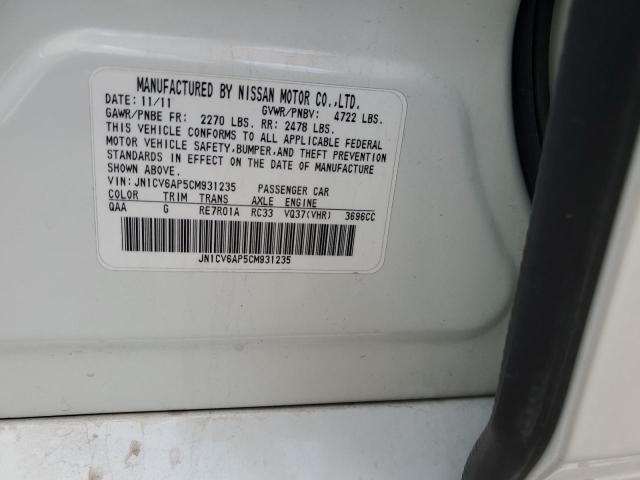 MANUFACTURED BY NISSAN MOTOR CO.,LTD.
DATE: 11/11 GVWR/PNBV: 4722 LBS.
GAWR/PNBE FR: 2270 LBS. RR: 2478 LBS.
THIS VEHICLE CONFORMS TO ALL APPLICABLE FEDERAL
MOTOR VEHICLE SAFETY,BUMPER,AND THEFT PREVENTION
STANDARDS IN EFFECT ON THE DATE OF MANUFACTURE
SHOWN ABOVE.
VIN: JN1CV6AP5CM931235 PASSENGER CAR
COLOR TRIM TRANS AXLE ENGINE
QAA G RE7R01A RC33 VQ37(VHR) 3696CC
JN1CV6AP5CM931235